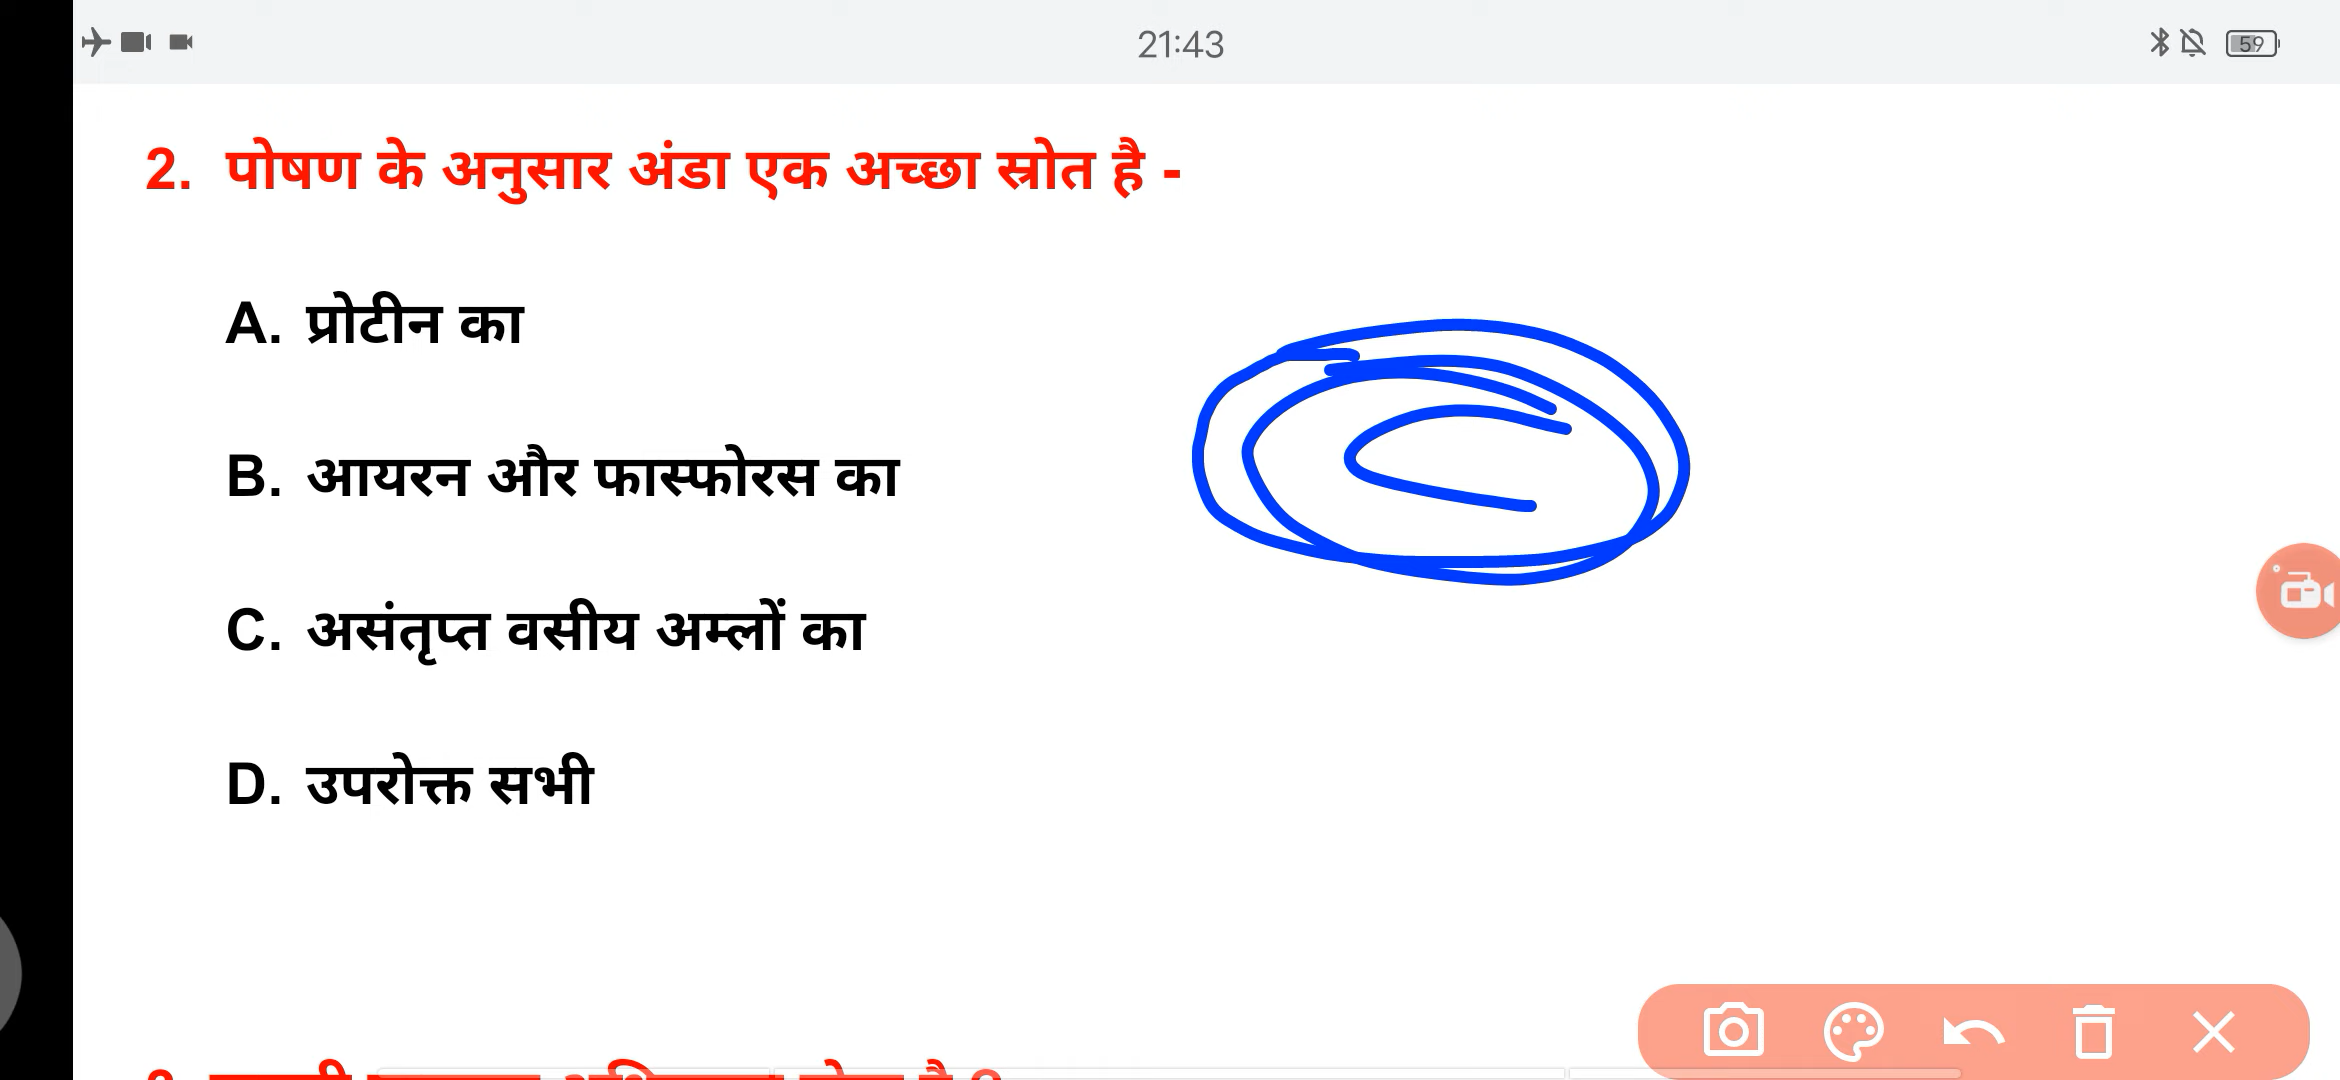 21:43
59
2. पोषण के अनुसार अंडा एक अच्छा स्रोत है -
A. प्रोटीन का
B. आयरन और फास्फोरस का
C. असंतृप्त वसीय अम्लों का
D. उपरोक्त सभी